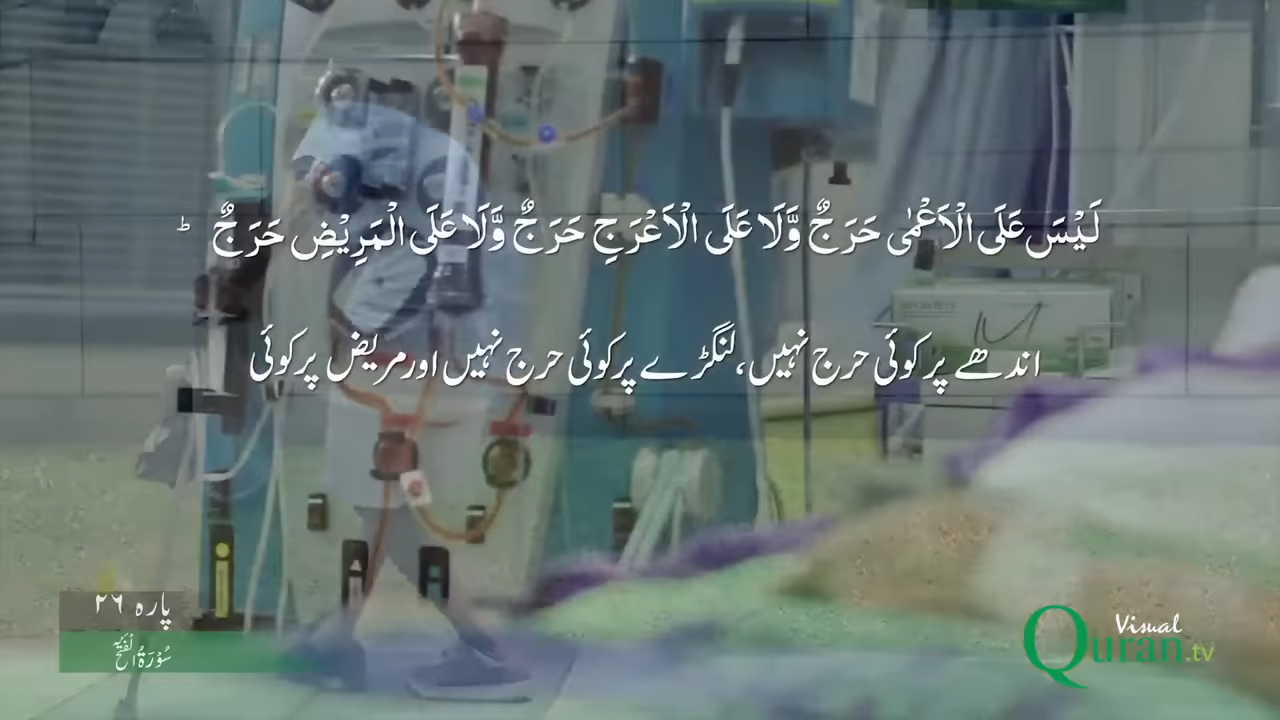 لَيْسَ عَلَى الْاَعْمٰى حَرَجٌ وَّلَا عَلَى الْاَعْرَجِ حَرَجٌ وَّلَا عَلَى الْمَرِيْضِ حَرَجٌ ؕ
اندھے پر کوئی حرج نہیں، لنگڑے پر کوئی حرج نہیں اور مریض پر کوئی
پارہ ۲۶
سُوْرَةُ الْفَتْح
Visual
Quran.tv